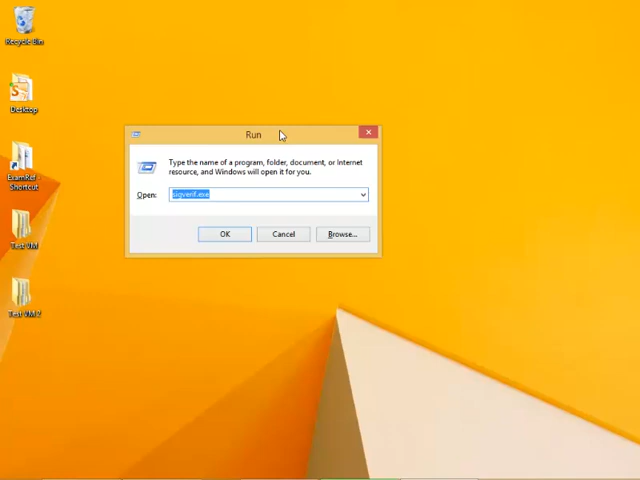 Recycle Bin
Desktop
ExamRef -
Shortcut
Test VM
Test VM 2
Run
Type the name of a program, folder, document, or Internet
resource, and Windows will open it for you.
Open:
sigverif.exe
OK
Cancel
Browse...